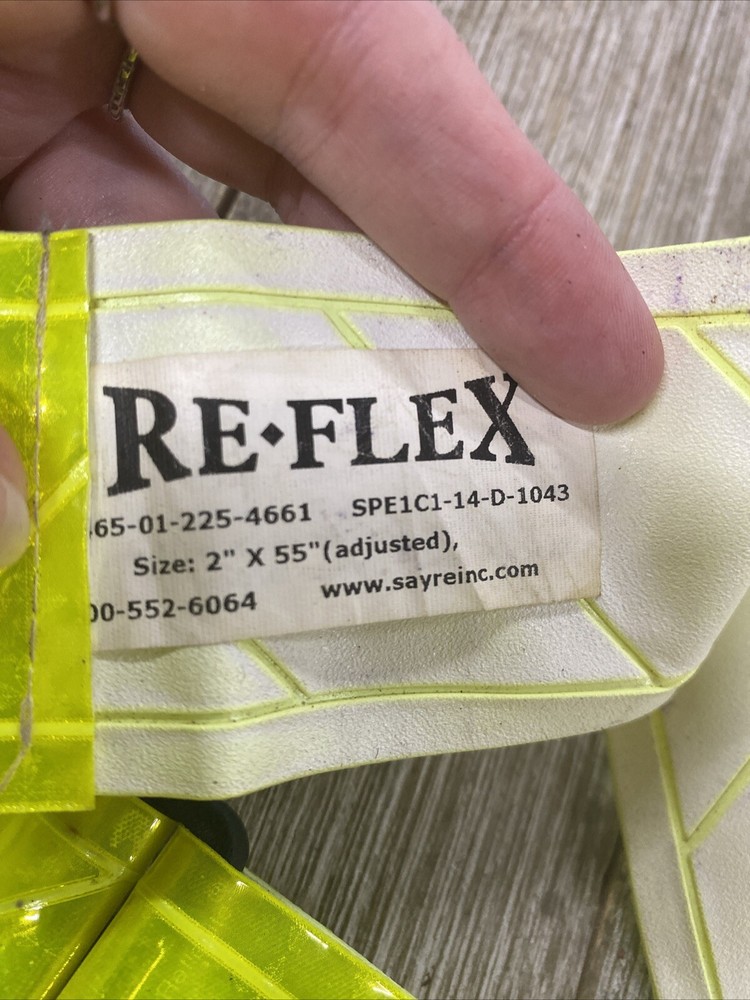 RE⬥FLEX
65-01-225-4661 SPE1C1-14-D-1043
Size: 2" X 55"(adjusted),
00-552-6064 www.sayreinc.com